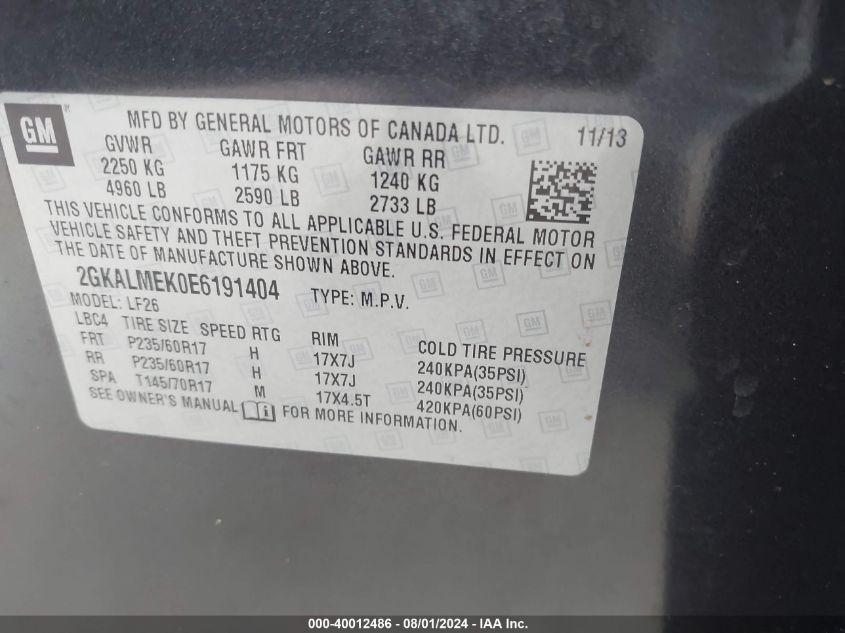 GM
MFD BY GENERAL MOTORS OF CANADA LTD. 11/13
GVWR GAWR FRT GAWR RR
2250 KG 1175 KG 1240 KG
4960 LB 2590 LB 2733 LB
THIS VEHICLE CONFORMS TO ALL APPLICABLE U.S. FEDERAL MOTOR
VEHICLE SAFETY AND THEFT PREVENTION STANDARDS IN EFFECT ON
THE DATE OF MANUFACTURE SHOWN ABOVE.
2GKALMEK0E6191404 TYPE: M.P.V.
MODEL: LF26
LBC4 TIRE SIZE SPEED RTG RIM COLD TIRE PRESSURE
FRT P235/60R17 H 17X7J 240KPA(35PSI)
RR P235/60R17 H 17X7J 240KPA(35PSI)
SPA T145/70R17 M 17X4.5T 420KPA(60PSI)
SEE OWNER'S MANUAL FOR MORE INFORMATION.
000-40012486 - 08/01/2024 - IAA Inc.